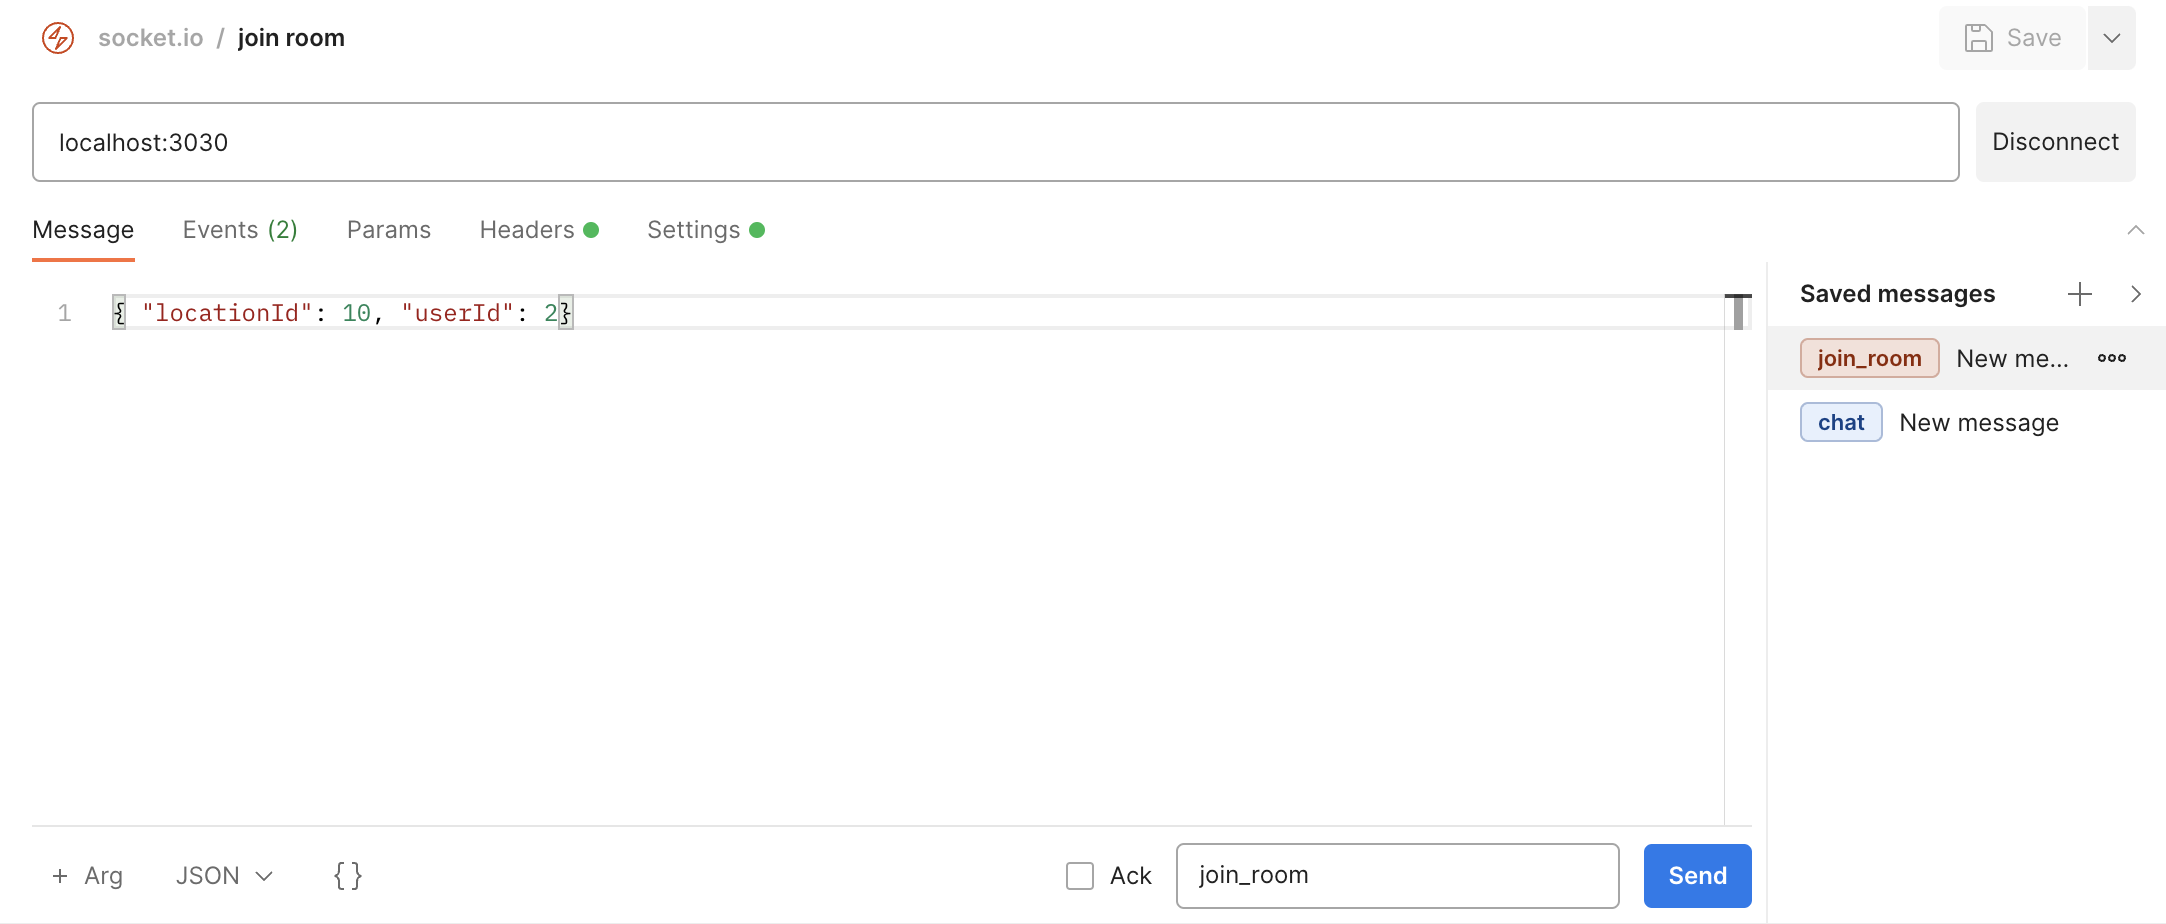 socket.io / join room
Save
localhost:3030
Disconnect
Message Events (2) Params Headers Settings
1 { "locationId": 10, "userId": 2}
Saved messages
join_room New me...
chat New message
+ Arg JSON {} Ack join_room Send